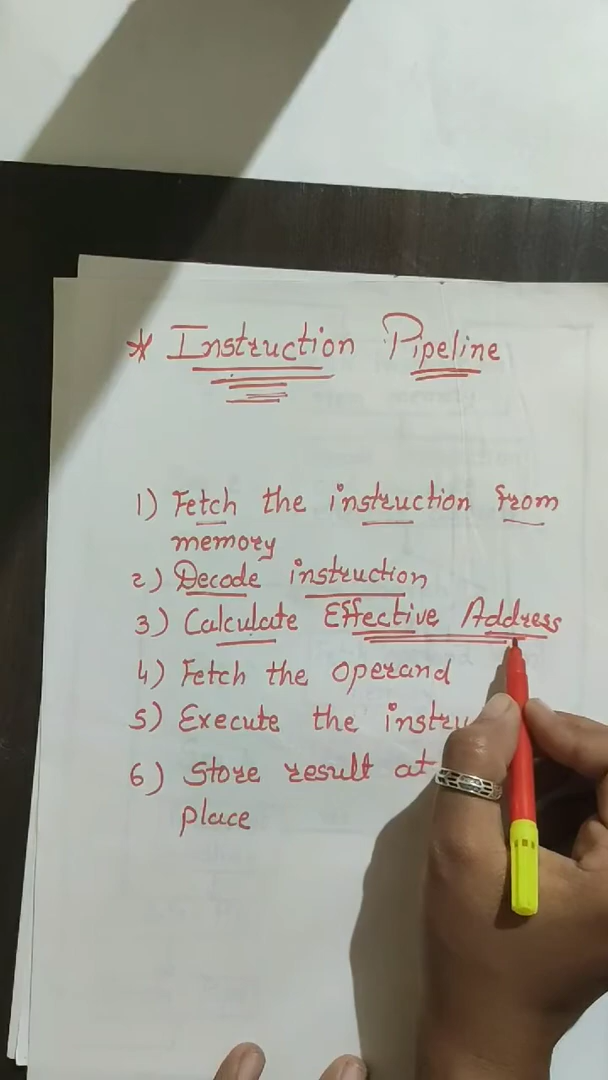 * Instruction Pipeline
1) Fetch the instruction from
memory
2) Decode instruction
3) Calculate Effective Address
4) Fetch the operand
5) Execute the instru
6) Store result at
place